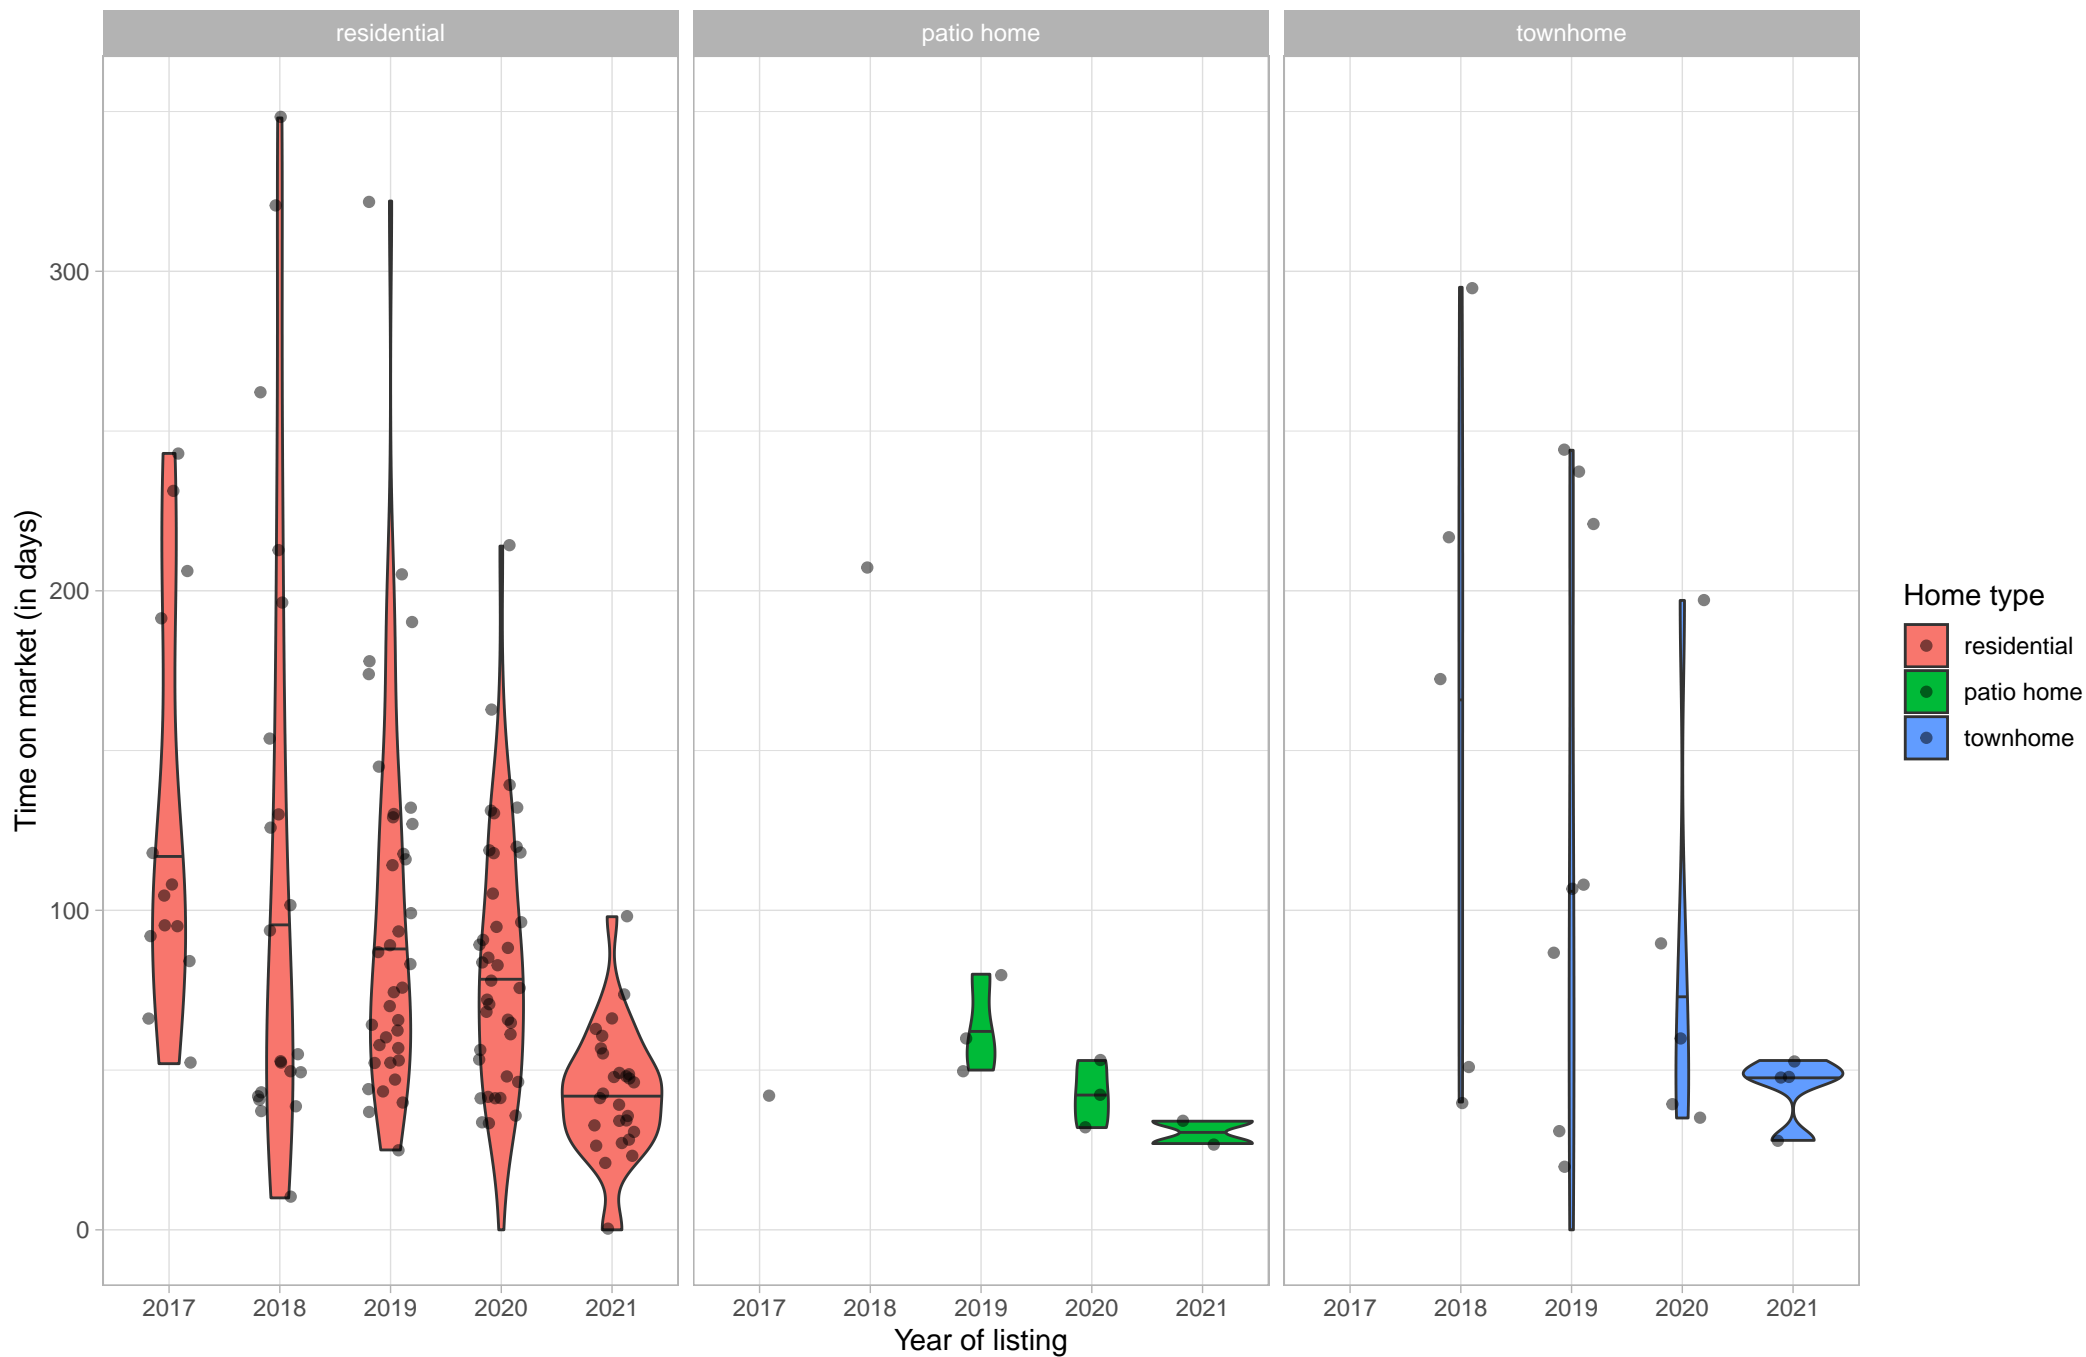 residential
patio home
townhome
Time on market (in days)
300
200
100
0
2017 2018 2019 2020 2021
2017 2018 2019 2020 2021
2017 2018 2019 2020 2021
Year of listing
Home type
residential
patio home
townhome